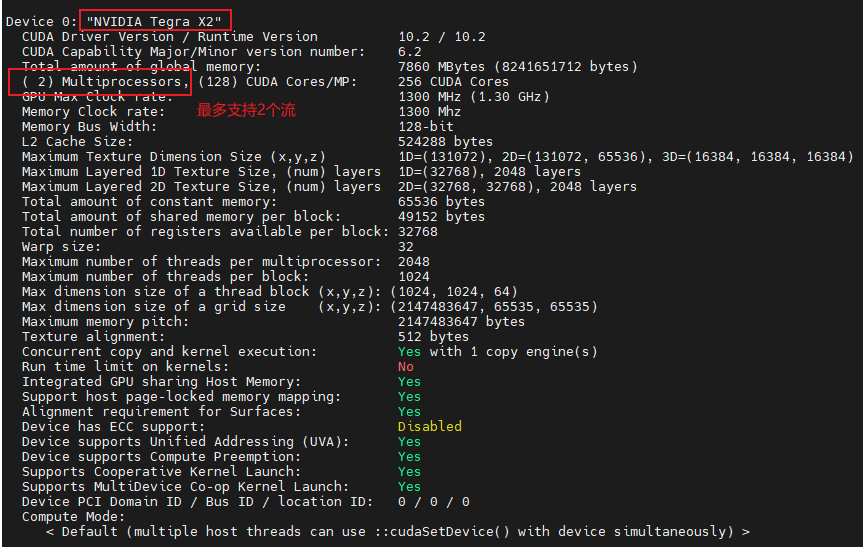 Device 0: "NVIDIA Tegra X2"
CUDA Driver Version / Runtime Version 10.2 / 10.2
CUDA Capability Major/Minor version number: 6.2
Total amount of global memory: 7860 MBytes (8241651712 bytes)
( 2) Multiprocessors, (128) CUDA Cores/MP: 256 CUDA Cores
GPU Max Clock rate: 1300 MHz (1.30 GHz)
最多支持2个流
Memory Clock rate: 1300 Mhz
Memory Bus Width: 128-bit
L2 Cache Size: 524288 bytes
Maximum Texture Dimension Size (x,y,z) 1D=(131072), 2D=(131072, 65536), 3D=(16384, 16384, 16384)
Maximum Layered 1D Texture Size, (num) layers 1D=(32768), 2048 layers
Maximum Layered 2D Texture Size, (num) layers 2D=(32768, 32768), 2048 layers
Total amount of constant memory: 65536 bytes
Total amount of shared memory per block: 49152 bytes
Total number of registers available per block: 32768
Warp size: 32
Maximum number of threads per multiprocessor: 2048
Maximum number of threads per block: 1024
Max dimension size of a thread block (x,y,z): (1024, 1024, 64)
Max dimension size of a grid size (x,y,z): (2147483647, 65535, 65535)
Maximum memory pitch: 2147483647 bytes
Texture alignment: 512 bytes
Concurrent copy and kernel execution: Yes with 1 copy engine(s)
Run time limit on kernels: No
Integrated GPU sharing Host Memory: Yes
Support host page-locked memory mapping: Yes
Alignment requirement for Surfaces: Yes
Device has ECC support: Disabled
Device supports Unified Addressing (UVA): Yes
Device supports Compute Preemption: Yes
Supports Cooperative Kernel Launch: Yes
Supports MultiDevice Co-op Kernel Launch: Yes
Device PCI Domain ID / Bus ID / location ID: 0 / 0 / 0
Compute Mode:
< Default (multiple host threads can use ::cudaSetDevice() with device simultaneously) >